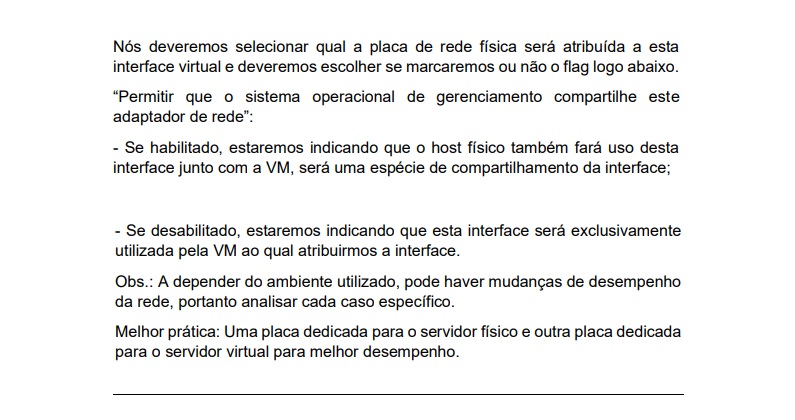 Nós deveremos selecionar qual a placa de rede física será atribuída a esta
interface virtual e deveremos escolher se marcaremos ou não o flag logo abaixo.
“Permitir que o sistema operacional de gerenciamento compartilhe este
adaptador de rede”:
- Se habilitado, estaremos indicando que o host físico também fará uso desta
interface junto com a VM, será uma espécie de compartilhamento da interface;
- Se desabilitado, estaremos indicando que esta interface será exclusivamente
utilizada pela VM ao qual atribuirmos a interface.
Obs.: A depender do ambiente utilizado, pode haver mudanças de desempenho
da rede, portanto analisar cada caso específico.
Melhor prática: Uma placa dedicada para o servidor físico e outra placa dedicada
para o servidor virtual para melhor desempenho.